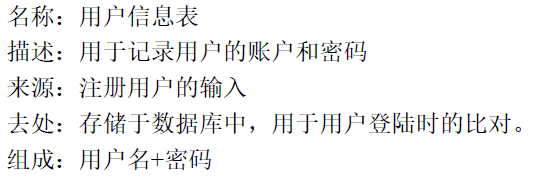 名称：用户信息表
描述：用于记录用户的账户和密码
来源：注册用户的输入
去处：存储于数据库中，用于用户登陆时的比对。
组成：用户名+密码